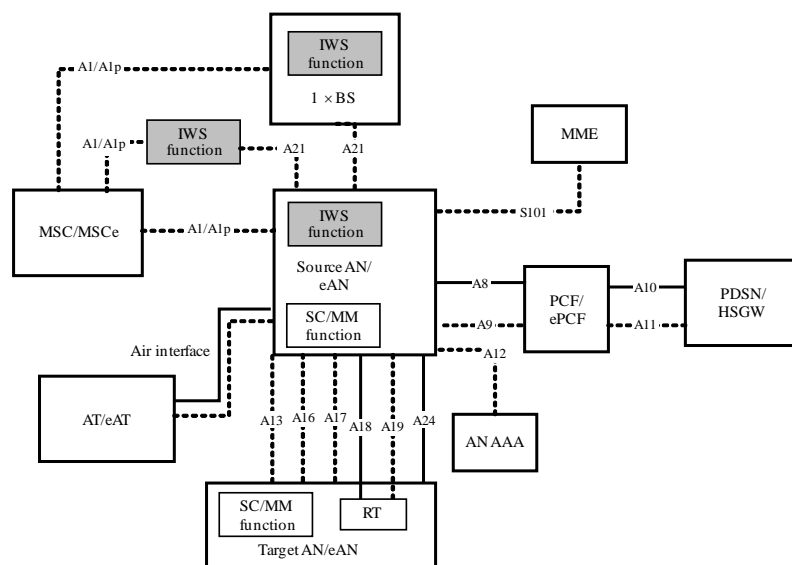 IWS
function
1 × BS
A1/A1p
A1/A1p
IWS
function
A21
A21
MME
MSC/MSCe
A1/A1p
IWS
function
Source AN/
eAN
SC/MM
function
S101
A8
A9
PCF/
ePCF
A10
A11
PDSN/
HSGW
A12
Air interface
AT/eAT
A13
A16
A17
A18
A19
A24
AN AAA
SC/MM
function
RT
Target AN/eAN